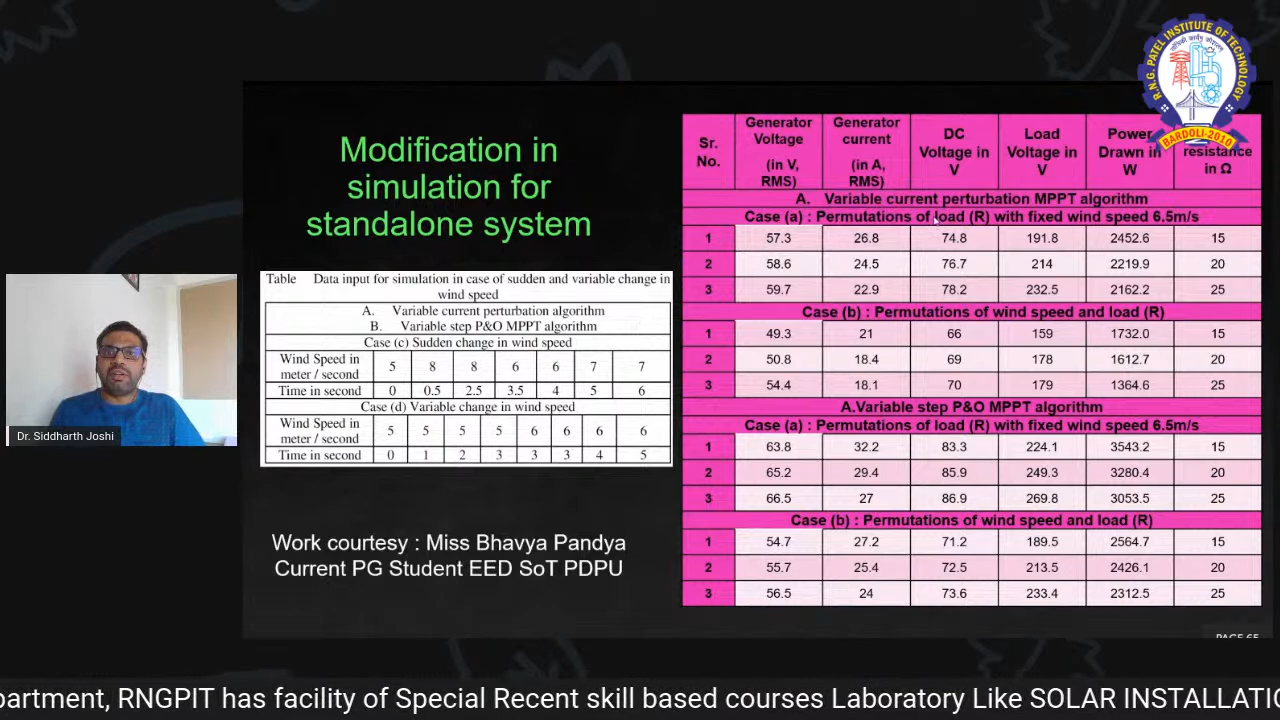 R.N.G. PATEL INSTITUTE OF TECHNOLOGY
BARDOLI-2010
Modification in
simulation for
standalone system
Table Data input for simulation in case of sudden and variable change in
wind speed
A. Variable current perturbation algorithm
B. Variable step P&O MPPT algorithm
Case (c) Sudden change in wind speed
Wind Speed in meter / second 5 8 8 6 6 7 7
Time in second 0 0.5 2.5 3.5 4 5 6
Case (d) Variable change in wind speed
Wind Speed in meter / second 5 5 5 5 6 6 6 6
Time in second 0 1 2 3 3 3 4 5
Work courtesy : Miss Bhavya Pandya
Current PG Student EED SoT PDPU
Sr. No. Generator Voltage (in V, RMS) Generator current (in A, RMS) DC Voltage in V Load Voltage in V Power Drawn in W resistance in Ω
A. Variable current perturbation MPPT algorithm
Case (a) : Permutations of load (R) with fixed wind speed 6.5m/s
1 57.3 26.8 74.8 191.8 2452.6 15
2 58.6 24.5 76.7 214 2219.9 20
3 59.7 22.9 78.2 232.5 2162.2 25
Case (b) : Permutations of wind speed and load (R)
1 49.3 21 66 159 1732.0 15
2 50.8 18.4 69 178 1612.7 20
3 54.4 18.1 70 179 1364.6 25
A.Variable step P&O MPPT algorithm
Case (a) : Permutations of load (R) with fixed wind speed 6.5m/s
1 63.8 32.2 83.3 224.1 3543.2 15
2 65.2 29.4 85.9 249.3 3280.4 20
3 66.5 27 86.9 269.8 3053.5 25
Case (b) : Permutations of wind speed and load (R)
1 54.7 27.2 71.2 189.5 2564.7 15
2 55.7 25.4 72.5 213.5 2426.1 20
3 56.5 24 73.6 233.4 2312.5 25
Dr. Siddharth Joshi
PAGE 65
partment, RNGPIT has facility of Special Recent skill based courses Laboratory Like SOLAR INSTALLATIO